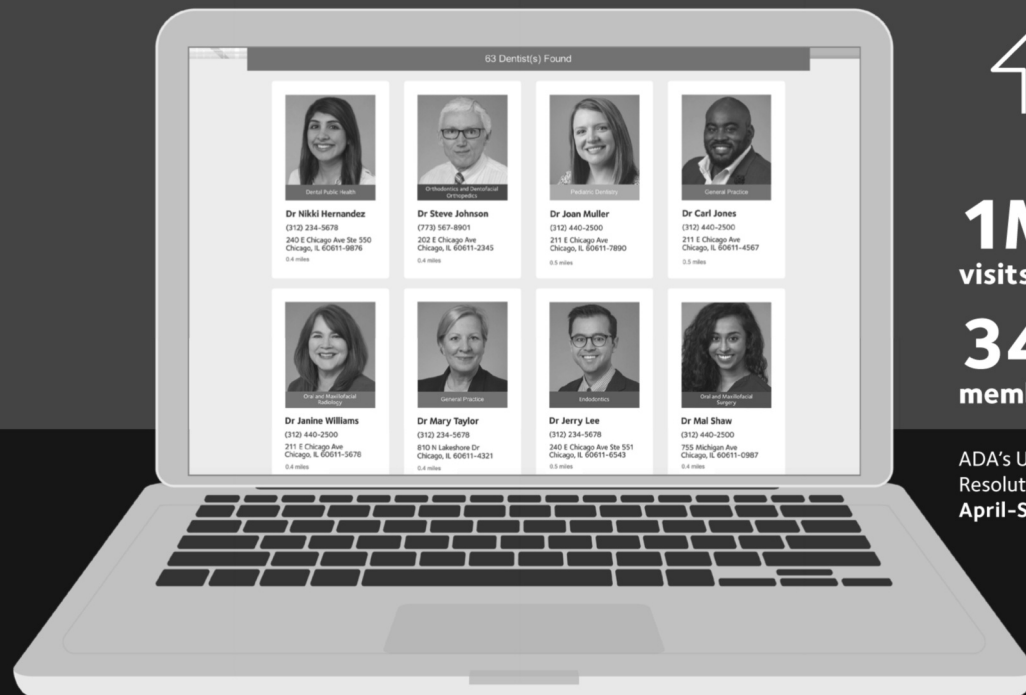 63 Dentist(s) Found
Dental Public Health
Dr Nikki Hernandez
(312) 234-5678
240 E Chicago Ave Ste 550
Chicago, IL 60611-9876
0.4 miles
Orthodontics and Dentofacial
Orthopedics
Dr Steve Johnson
(773) 567-8901
202 E Chicago Ave
Chicago, IL 60611-2345
0.4 miles
Pediatric Dentistry
Dr Joan Muller
(312) 440-2500
211 E Chicago Ave
Chicago, IL 60611-7890
0.5 miles
General Practice
Dr Carl Jones
(312) 440-2500
211 E Chicago Ave
Chicago, IL 60611-4567
0.5 miles
Oral and Maxillofacial
Radiology
Dr Janine Williams
(312) 440-2500
211 E Chicago Ave
Chicago, IL 60611-5678
0.4 miles
General Practice
Dr Mary Taylor
(312) 234-5678
810 N Lakeshore Dr
Chicago, IL 60611-4321
0.4 miles
Endodontics
Dr Jerry Lee
(312) 234-5678
240 E Chicago Ave Ste 551
Chicago, IL 60611-6543
0.5 miles
Oral and Maxillofacial
Surgery
Dr Mal Shaw
(312) 440-2500
755 Michigan Ave
Chicago, IL 60611-0987
0.4 miles
1M
visits
34
mem
ADA's U
Resolut
April-S